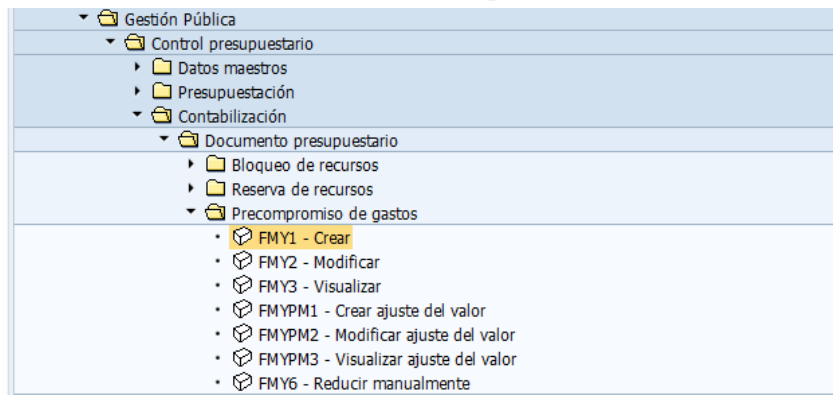 Gestión Pública
Control presupuestario
Datos maestros
Presupuestación
Contabilización
Documento presupuestario
Bloqueo de recursos
Reserva de recursos
Precompromiso de gastos
FMY1 - Crear
FMY2 - Modificar
FMY3 - Visualizar
FMYPM1 - Crear ajuste del valor
FMYPM2 - Modificar ajuste del valor
FMYPM3 - Visualizar ajuste del valor
FMY6 - Reducir manualmente